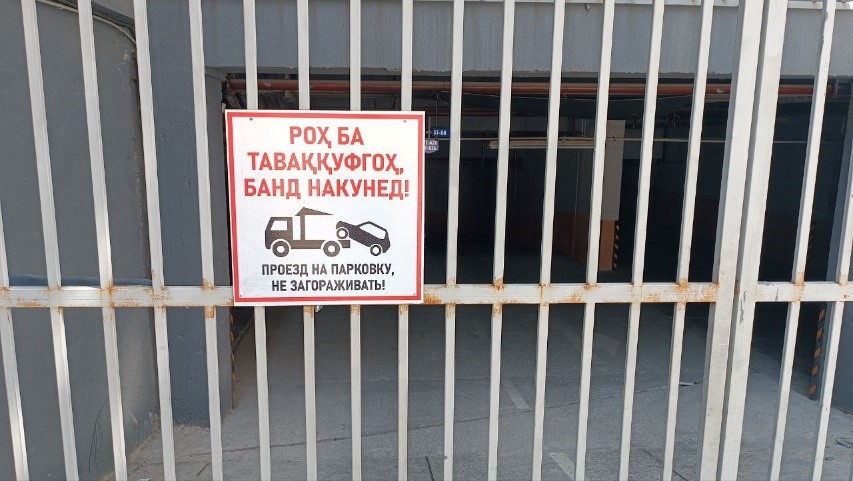 РОҲ БА
ТАВАҚҚУФГОҲ,
БАНД НАКУНЕД!
ПРОЕЗД НА ПАРКОВКУ,
НЕ ЗАГОРАЖИВАТЬ!